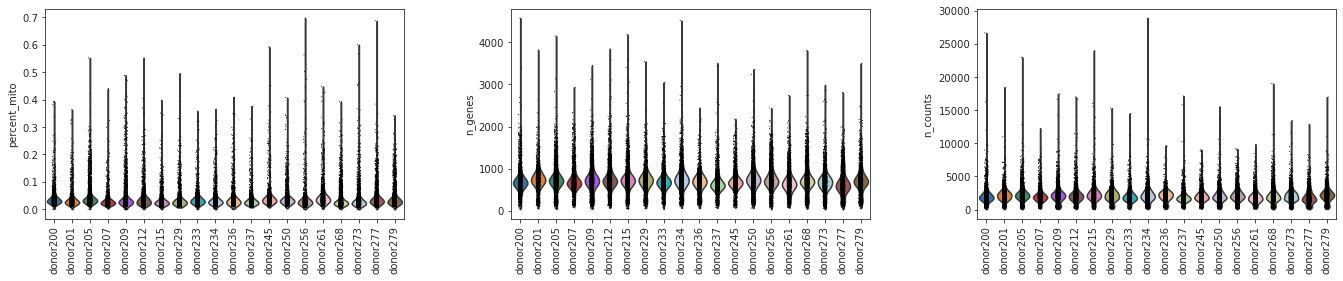 percent_mito
0.7
0.6
0.5
0.4
0.3
0.2
0.1
0.0
donor200
donor201
donor205
donor207
donor209
donor212
donor215
donor229
donor233
donor234
donor236
donor237
donor245
donor250
donor256
donor261
donor268
donor273
donor277
donor279
n_genes
4000
3000
2000
1000
0
donor200
donor201
donor205
donor207
donor209
donor212
donor215
donor229
donor233
donor234
donor236
donor237
donor245
donor250
donor256
donor261
donor268
donor273
donor277
donor279
n_counts
30000
25000
20000
15000
10000
5000
0
donor200
donor201
donor205
donor207
donor209
donor212
donor215
donor229
donor233
donor234
donor236
donor237
donor245
donor250
donor256
donor261
donor268
donor273
donor277
donor279